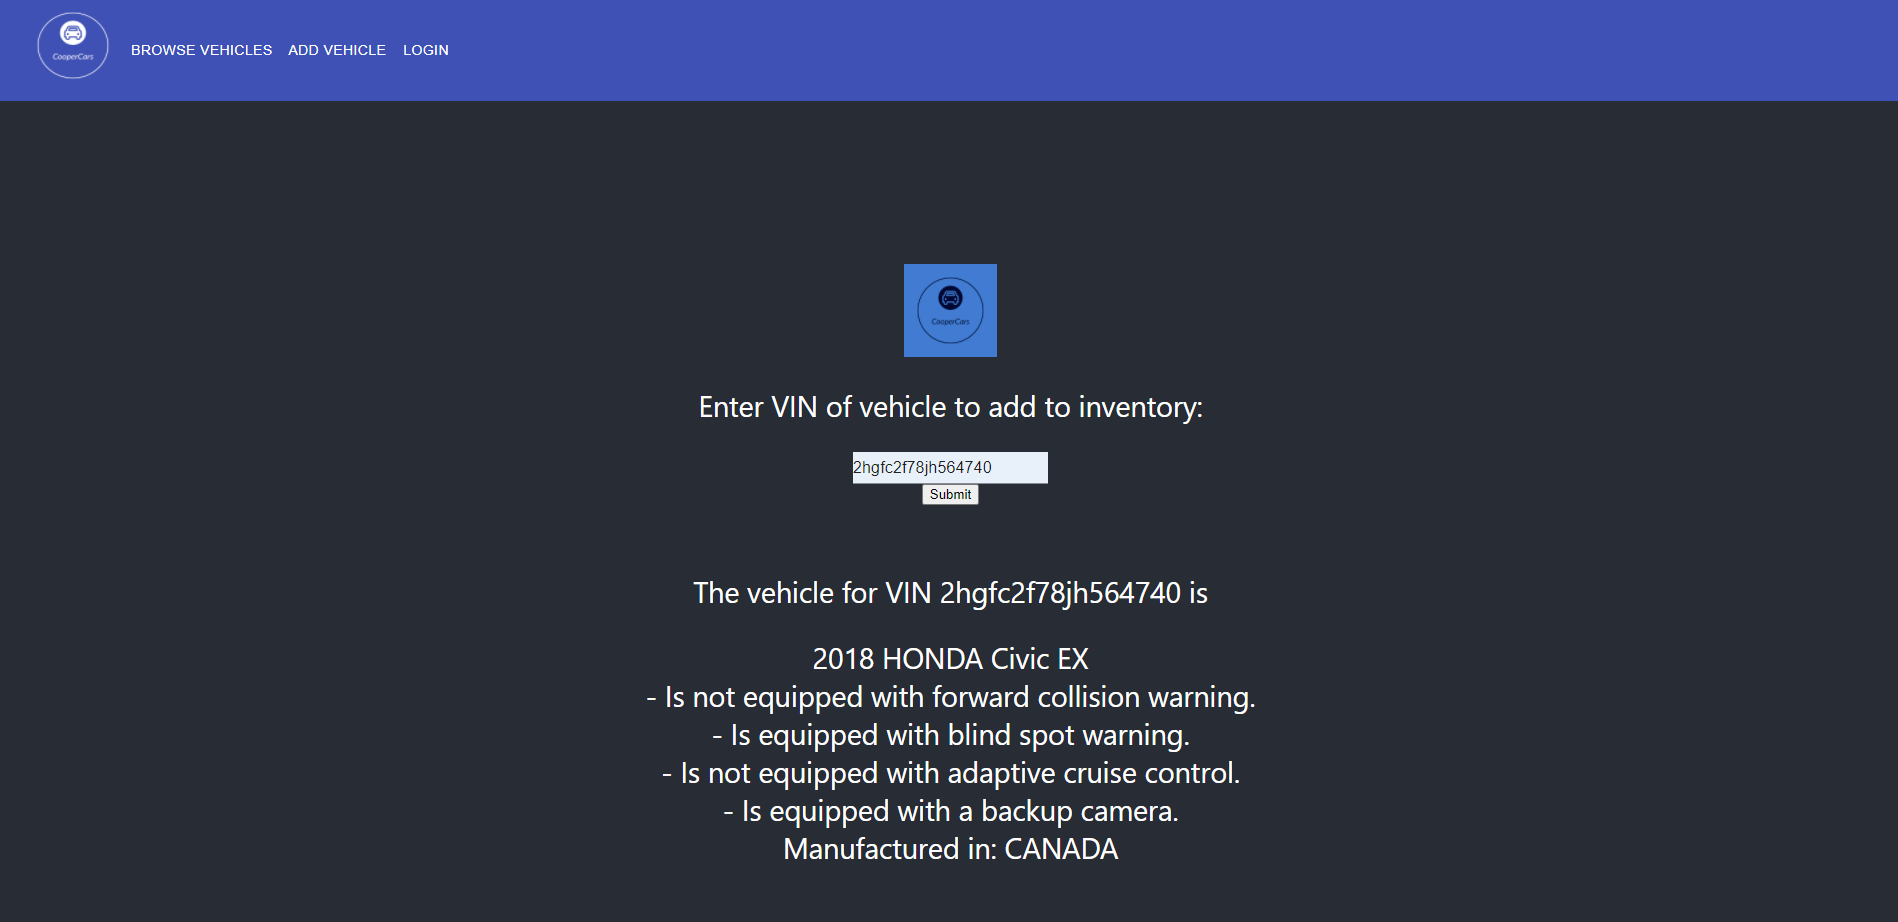 CooperCars
BROWSE VEHICLES ADD VEHICLE LOGIN
CooperCars
Enter VIN of vehicle to add to inventory:
2hgfc2f78jh564740
Submit
The vehicle for VIN 2hgfc2f78jh564740 is
2018 HONDA Civic EX
- Is not equipped with forward collision warning.
- Is equipped with blind spot warning.
- Is not equipped with adaptive cruise control.
- Is equipped with a backup camera.
Manufactured in: CANADA